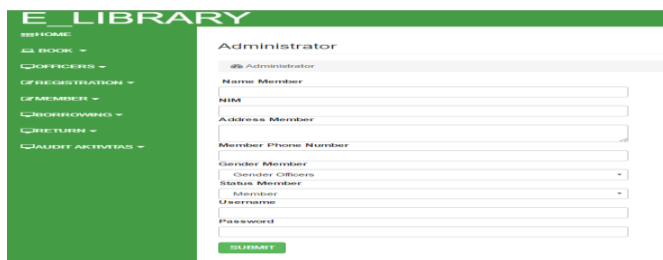 E_LIBRARY
HOME
BOOK
OFFICERS
REGISTRATION
MEMBER
BORROWING
RETURN
AUDIT AKTIVITAS
Administrator
Administrator
Name Member
NIM
Address Member
Member Phone Number
Gender Member
Gender Officers
Status Member
Member
Username
Password
SUBMIT